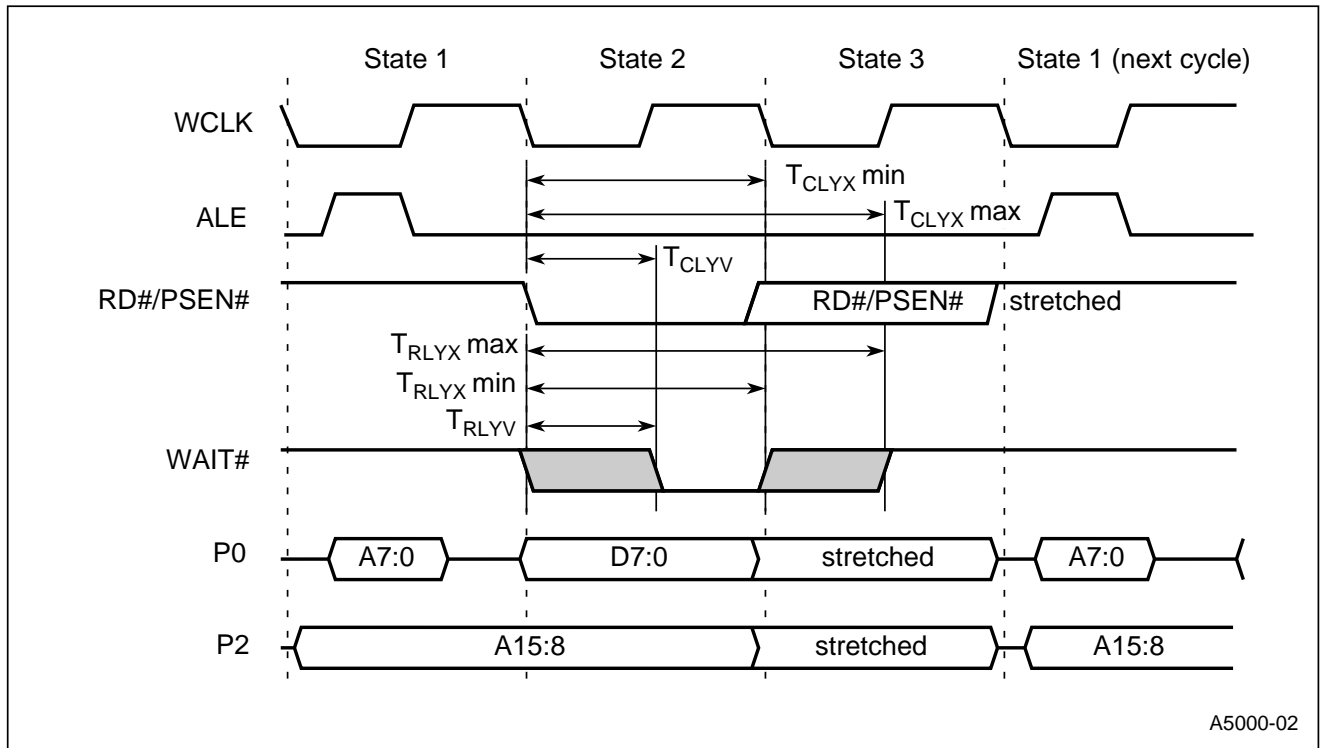 State 1 State 2 State 3 State 1 (next cycle)
WCLK
T_CLYX min
ALE
T_CLYX max
T_CLYV
RD#/PSEN# RD#/PSEN# stretched
T_RLYX max
T_RLYX min
T_RLYV
WAIT#
P0 A7:0 D7:0 stretched A7:0
P2 A15:8 stretched A15:8
A5000-02